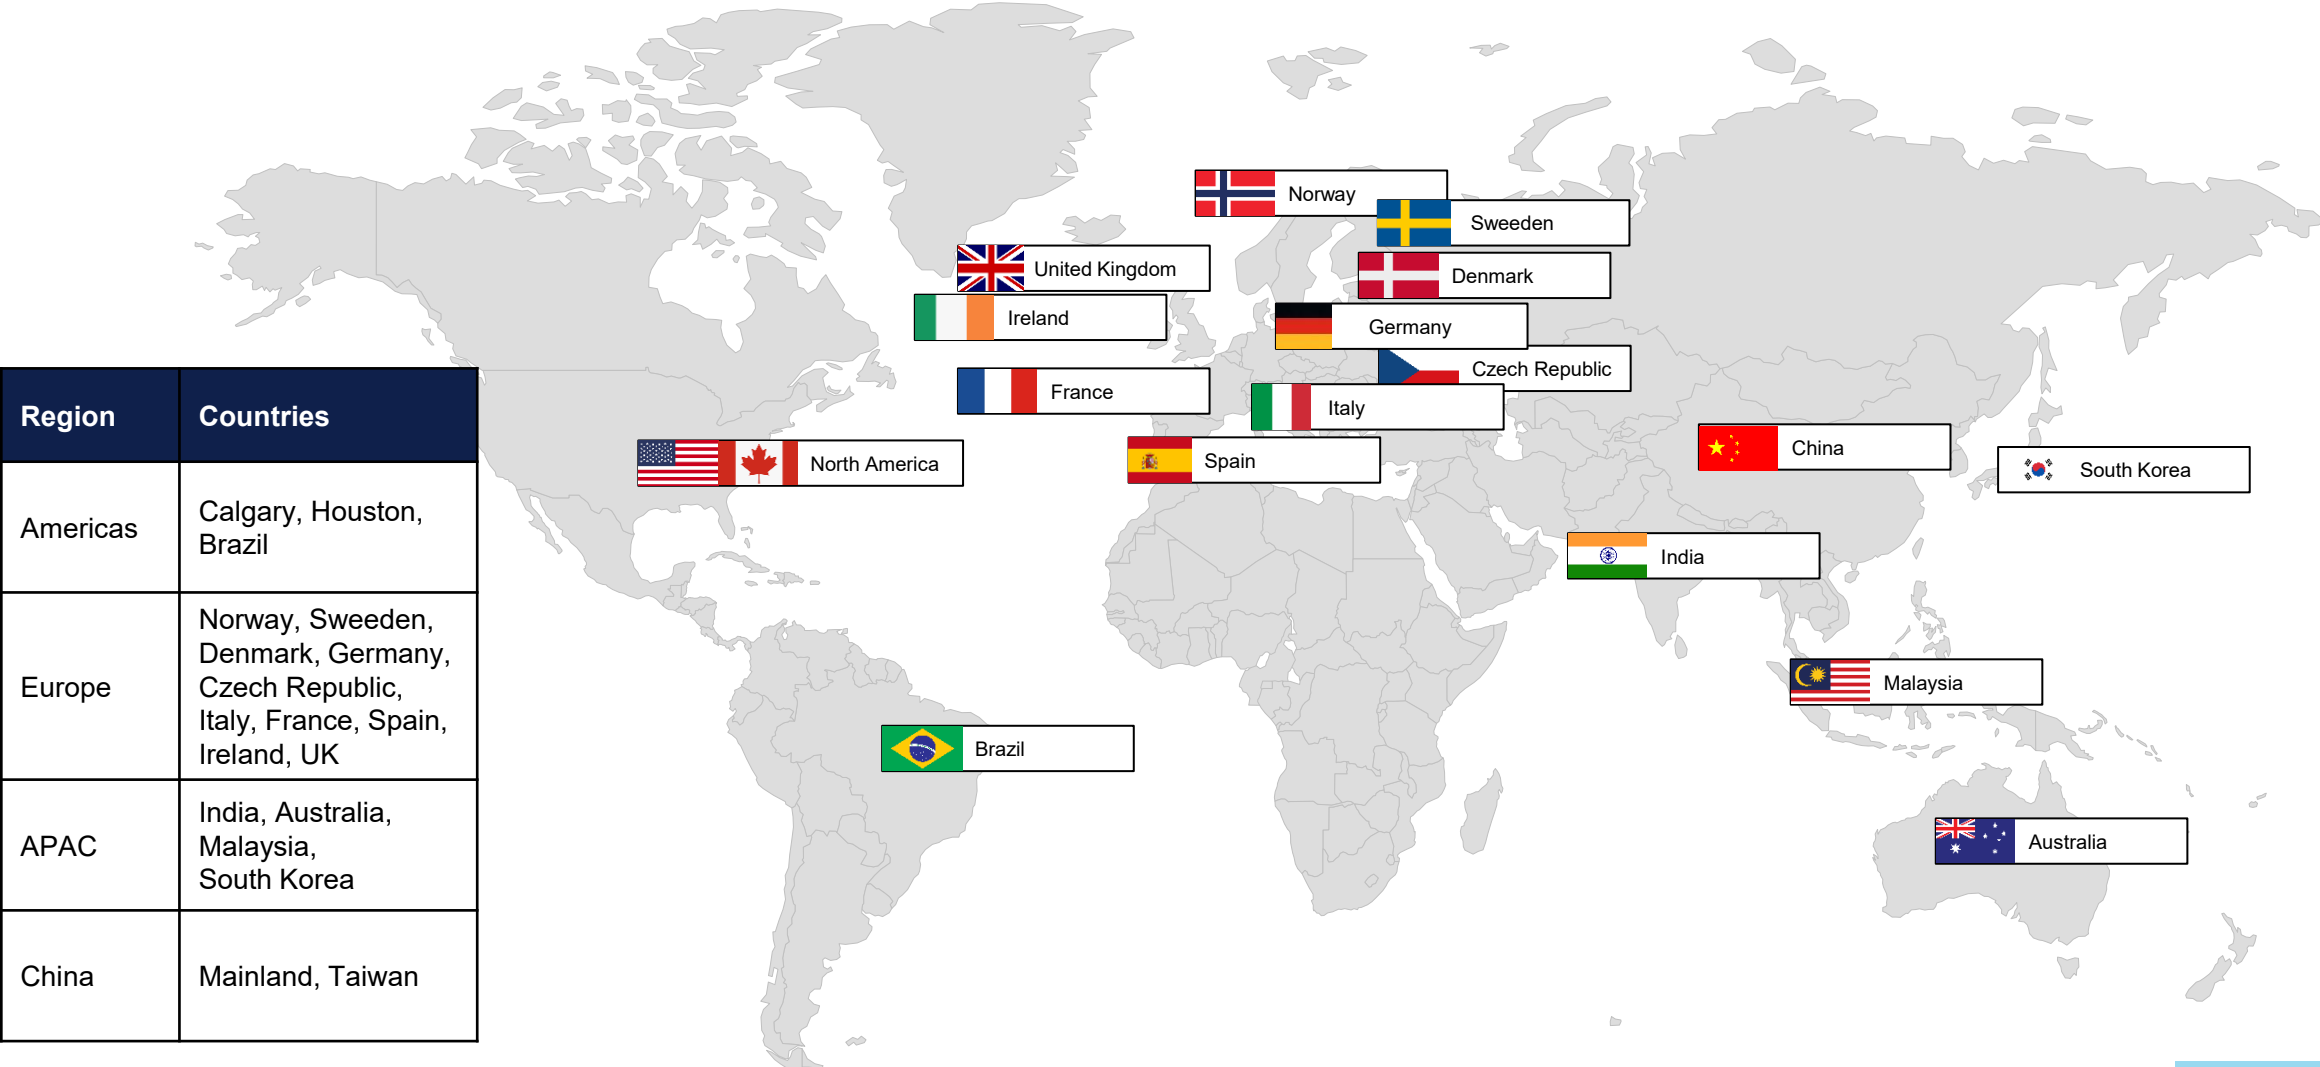 Region Countries
Americas
Calgary, Houston,
Brazil
Europe
Norway, Sweeden,
Denmark, Germany,
Czech Republic,
Italy, France, Spain,
Ireland, UK
APAC
India, Australia,
Malaysia,
South Korea
China
Mainland, Taiwan
Norway
Sweeden
United Kingdom
Denmark
Ireland
Germany
Czech Republic
France
Italy
North America
Spain
China
South Korea
India
Malaysia
Brazil
Australia